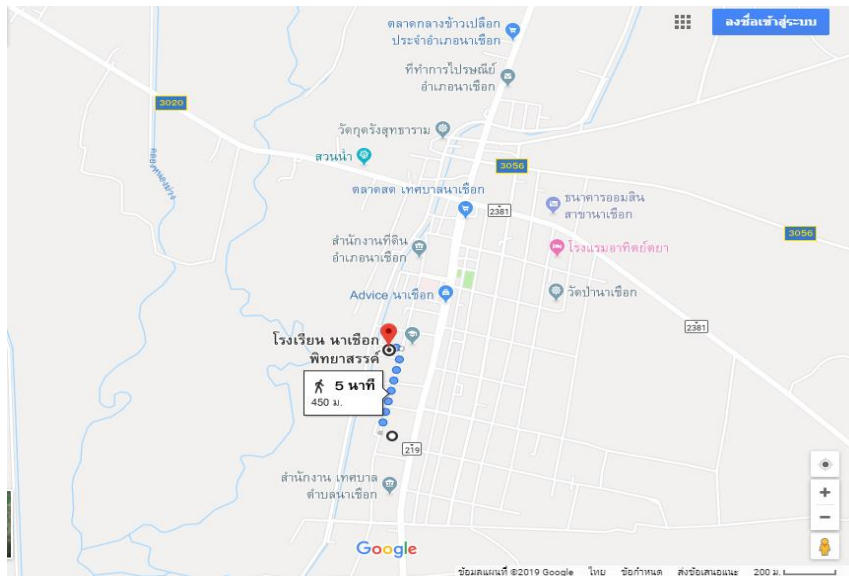 ตลาดกลางข้าวเปลือก
ประจำอำเภอนาเชือก
ลงชื่อเข้าสู่ระบบ
ที่ทำการไปรษณีย์
อำเภอนาเชือก
3020
วัดกุดรังสุทธาราม
สวนน้ำ
3056
ตลาดสด เทศบาลนาเชือก
2381
ธนาคารออมสิน
สาขานาเชือก
3056
สำนักงานที่ดิน
อำเภอนาเชือก
โรงแรมอาทิตย์ตยา
Advice นาเชือก
วัดป่านาเชือก
2381
โรงเรียน นาเชือก
พิทยาสรรค์
5 นาที
450 ม.
219
สำนักงาน เทศบาล
ตำบลนาเชือก
Google
ข้อมูลแผนที่ ©2019 Google ไทย ข้อกำหนด ส่งข้อเสนอแนะ 200 ม.